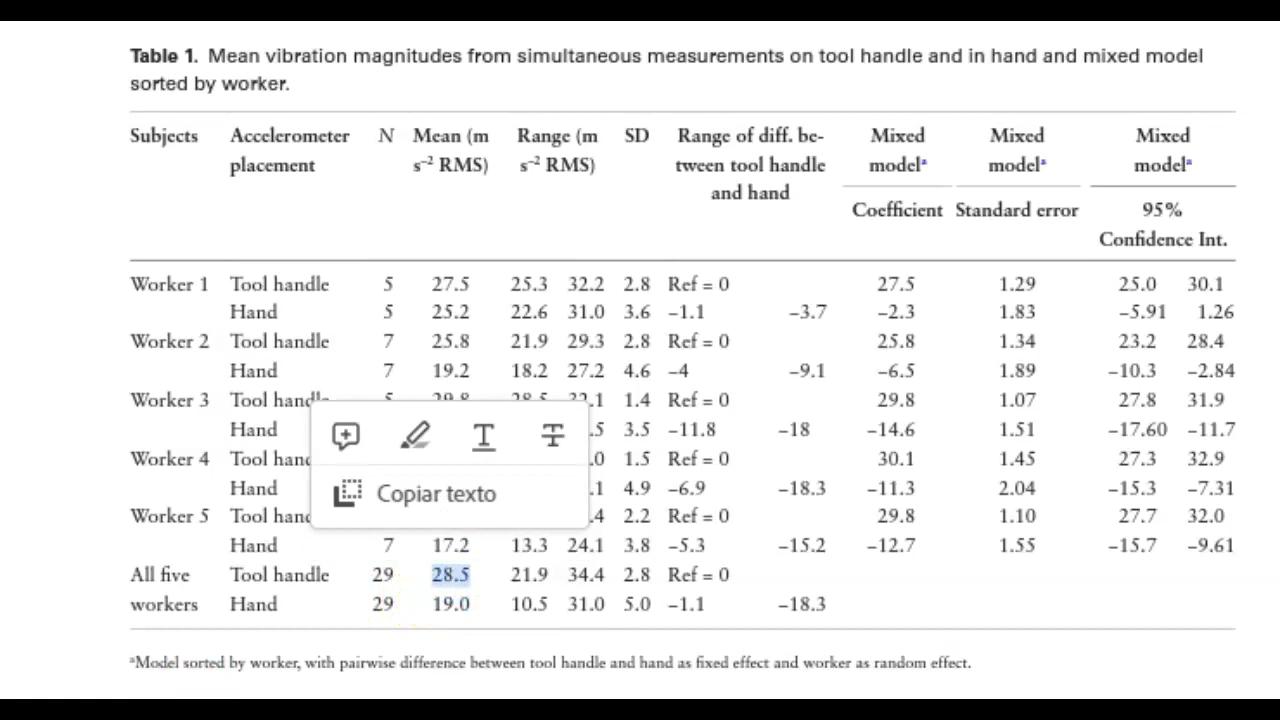 Table 1. Mean vibration magnitudes from simultaneous measurements on tool handle and in hand and mixed model
sorted by worker.
Subjects Accelerometer N Mean (m Range (m SD Range of diff. be- Mixed Mixed Mixed
placement s⁻² RMS) s⁻² RMS) tween tool handle modelᵃ modelᵃ modelᵃ
and hand
Coefficient Standard error 95%
Confidence Int.
Worker 1 Tool handle 5 27.5 25.3 32.2 2.8 Ref = 0 27.5 1.29 25.0 30.1
Hand 5 25.2 22.6 31.0 3.6 −1.1 −3.7 −2.3 1.83 −5.91 1.26
Worker 2 Tool handle 7 25.8 21.9 29.3 2.8 Ref = 0 25.8 1.34 23.2 28.4
Hand 7 19.2 18.2 27.2 4.6 −4 −9.1 −6.5 1.89 −10.3 −2.84
Worker 3 Tool 1.4 Ref = 0 29.8 1.07 27.8 31.9
Hand .5 3.5 −11.8 −18 −14.6 1.51 −17.60 −11.7
Worker 4 Tool .0 1.5 Ref = 0 30.1 1.45 27.3 32.9
Hand .1 4.9 −6.9 −18.3 −11.3 2.04 −15.3 −7.31
Copiar texto
Worker 5 Tool .4 2.2 Ref = 0 29.8 1.10 27.7 32.0
Hand 7 17.2 13.3 24.1 3.8 −5.3 −15.2 −12.7 1.55 −15.7 −9.61
All five Tool handle 29 28.5 21.9 34.4 2.8 Ref = 0
workers Hand 29 19.0 10.5 31.0 5.0 −1.1 −18.3
ᵃModel sorted by worker, with pairwise difference between tool handle and hand as fixed effect and worker as random effect.